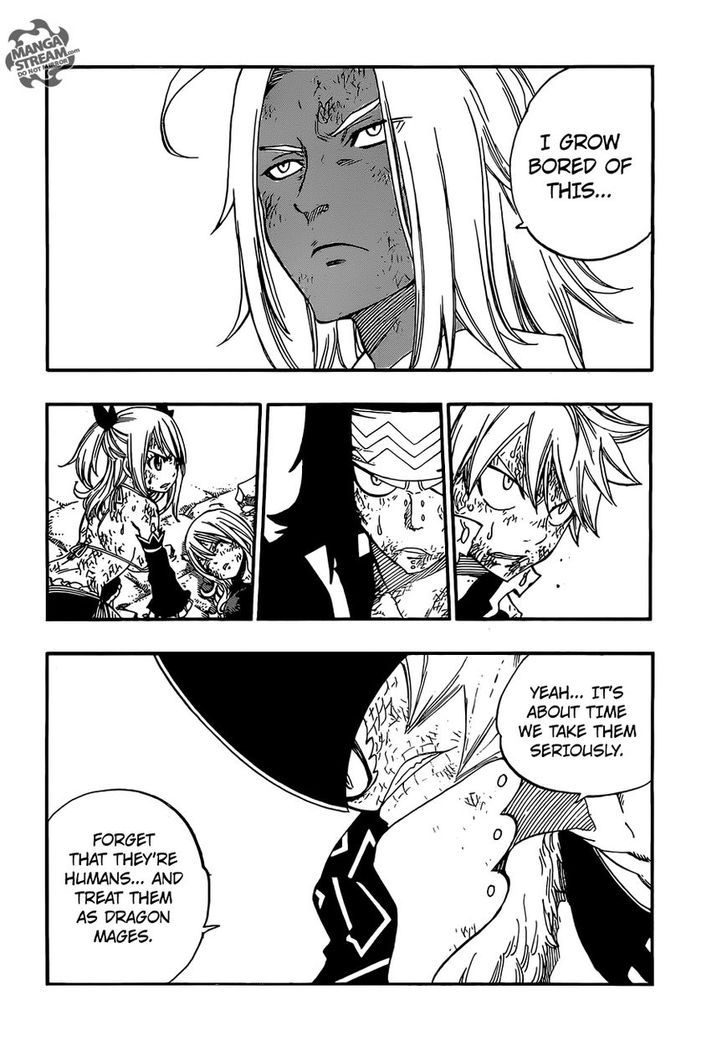 MANGA
STREAM.com
DO NOT MIRROR
I GROW
BORED OF
THIS...
YEAH... IT'S
ABOUT TIME
WE TAKE THEM
SERIOUSLY.
FORGET
THAT THEY'RE
HUMANS... AND
TREAT THEM
AS DRAGON
MAGES.